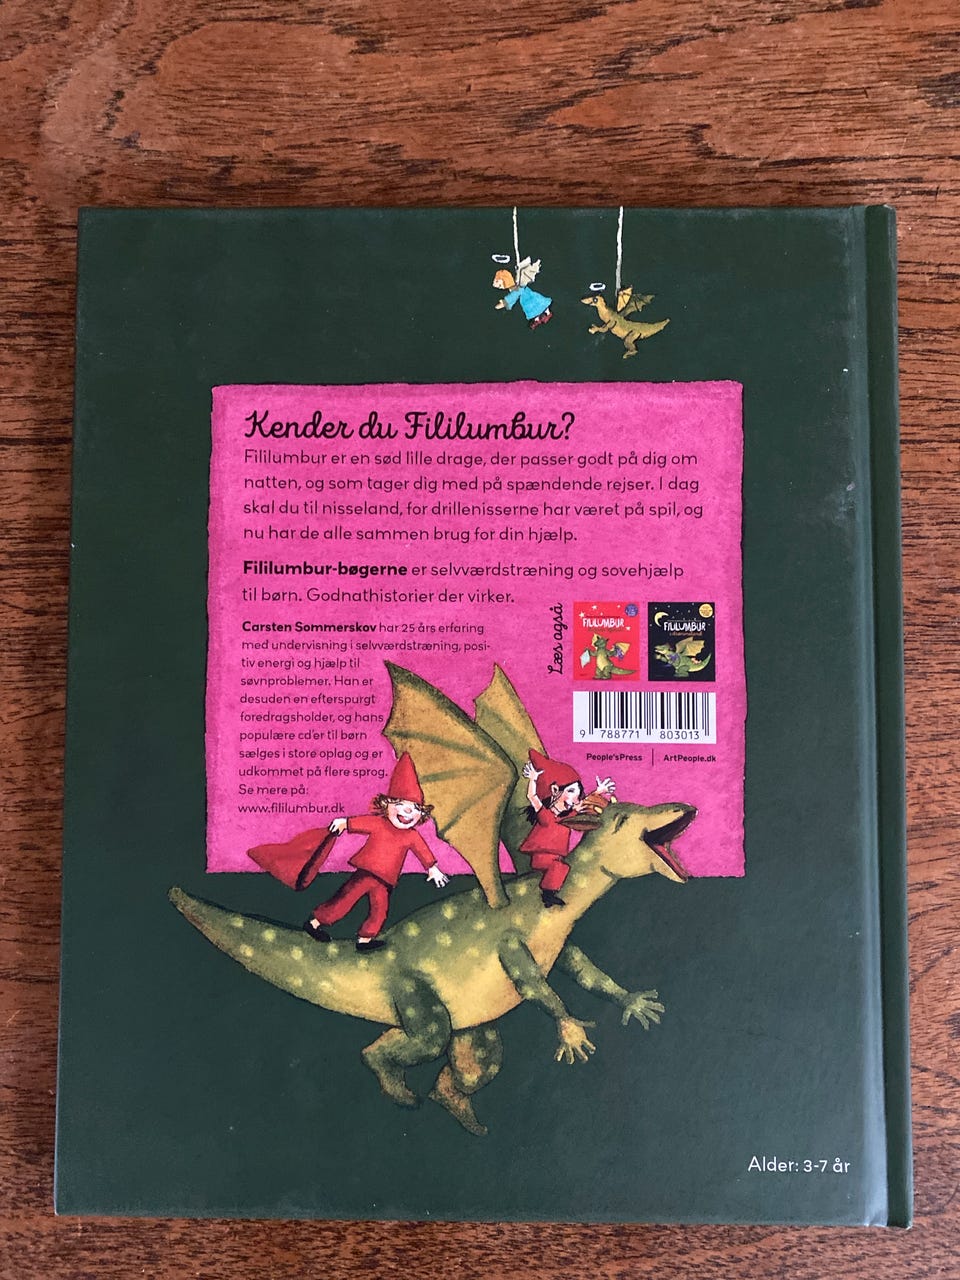 Kender du Fililumbur?
Fililumbur er en sød lille drage, der passer godt på dig om
natten, og som tager dig med på spændende rejser. I dag
skal du til nisseland, for drillenisserne har været på spil, og
nu har de alle sammen brug for din hjælp.
Fililumbur-bøgerne er selvværdstræning og sovehjælp
til børn. Godnathistorier der virker.
Carsten Sommerskov har 25 års erfaring
med undervisning i selvværdstræning, posi-
tiv energi og hjælp til
søvnproblemer. Han er
desuden en efterspurgt
foredragsholder, og hans
populære cd'er til børn
sælges i store oplag og er
udkommet på flere sprog.
Se mere på:
www.fililumbur.dk
Læs også
FILILUMBUR
FILILUMBUR
i drømmeland
9 788771 803013
People'sPress | ArtPeople.dk
Alder: 3-7 år